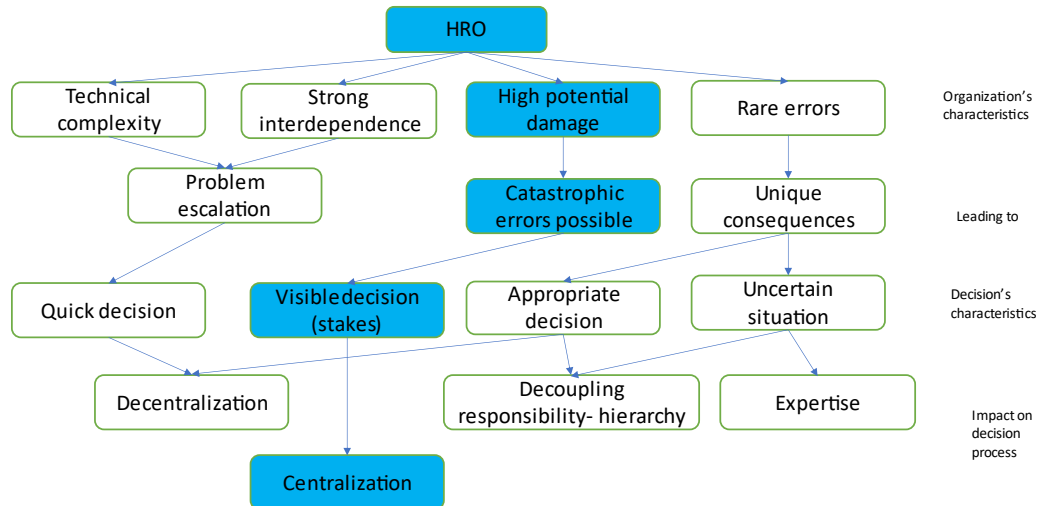 HRO
Technical
complexity
Strong
interdependence
High potential
damage
Rare errors
Organization's
characteristics
Problem
escalation
Catastrophic
errors possible
Unique
consequences
Leading to
Quick decision
Visible decision
(stakes)
Appropriate
decision
Uncertain
situation
Decision's
characteristics
Decentralization
Decoupling
responsibility- hierarchy
Expertise
Impact on
decision
process
Centralization